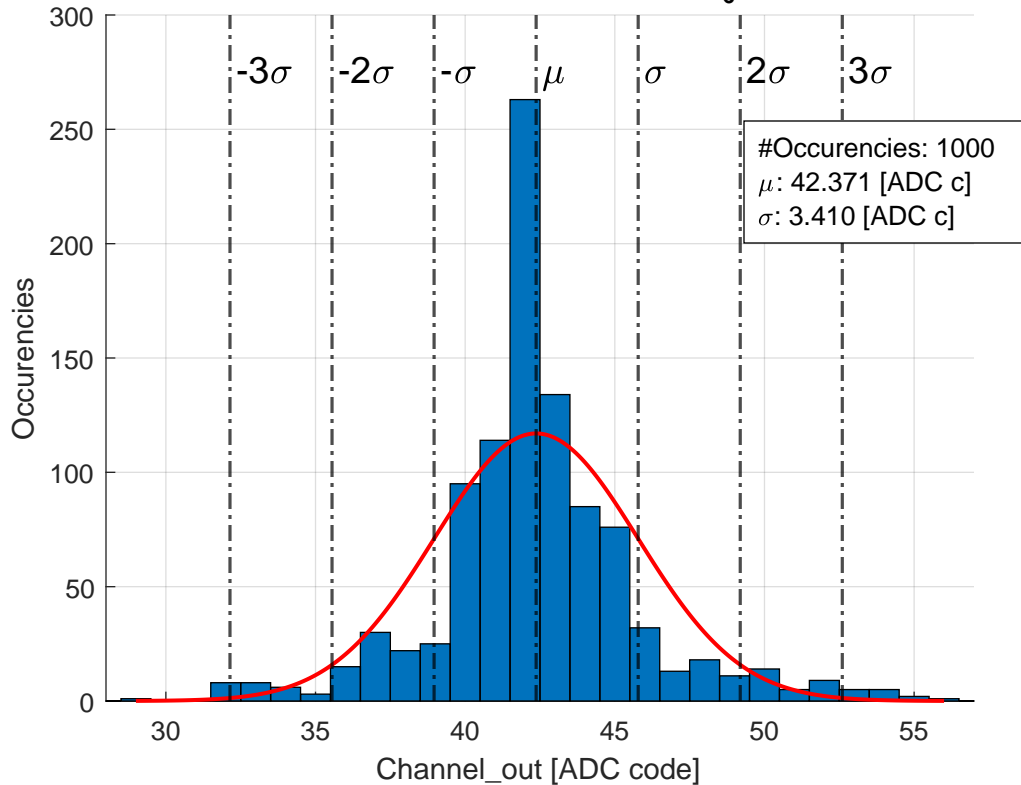 300
-3σ
-2σ
-σ
μ
σ
2σ
3σ
250
#Occurencies: 1000
μ: 42.371 [ADC c]
σ: 3.410 [ADC c]
200
150
100
50
0
Occurencies
30
35
40
45
50
55
Channel_out [ADC code]